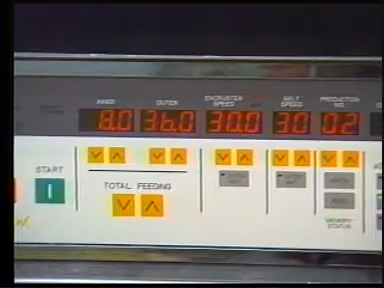 INNER OUTER ENCRUSTER SPEED BELT SPEED PRODUCTION NO.
8.0 36.0 30.0 30 02
START
TOTAL FEEDING
MEMORY STATUS